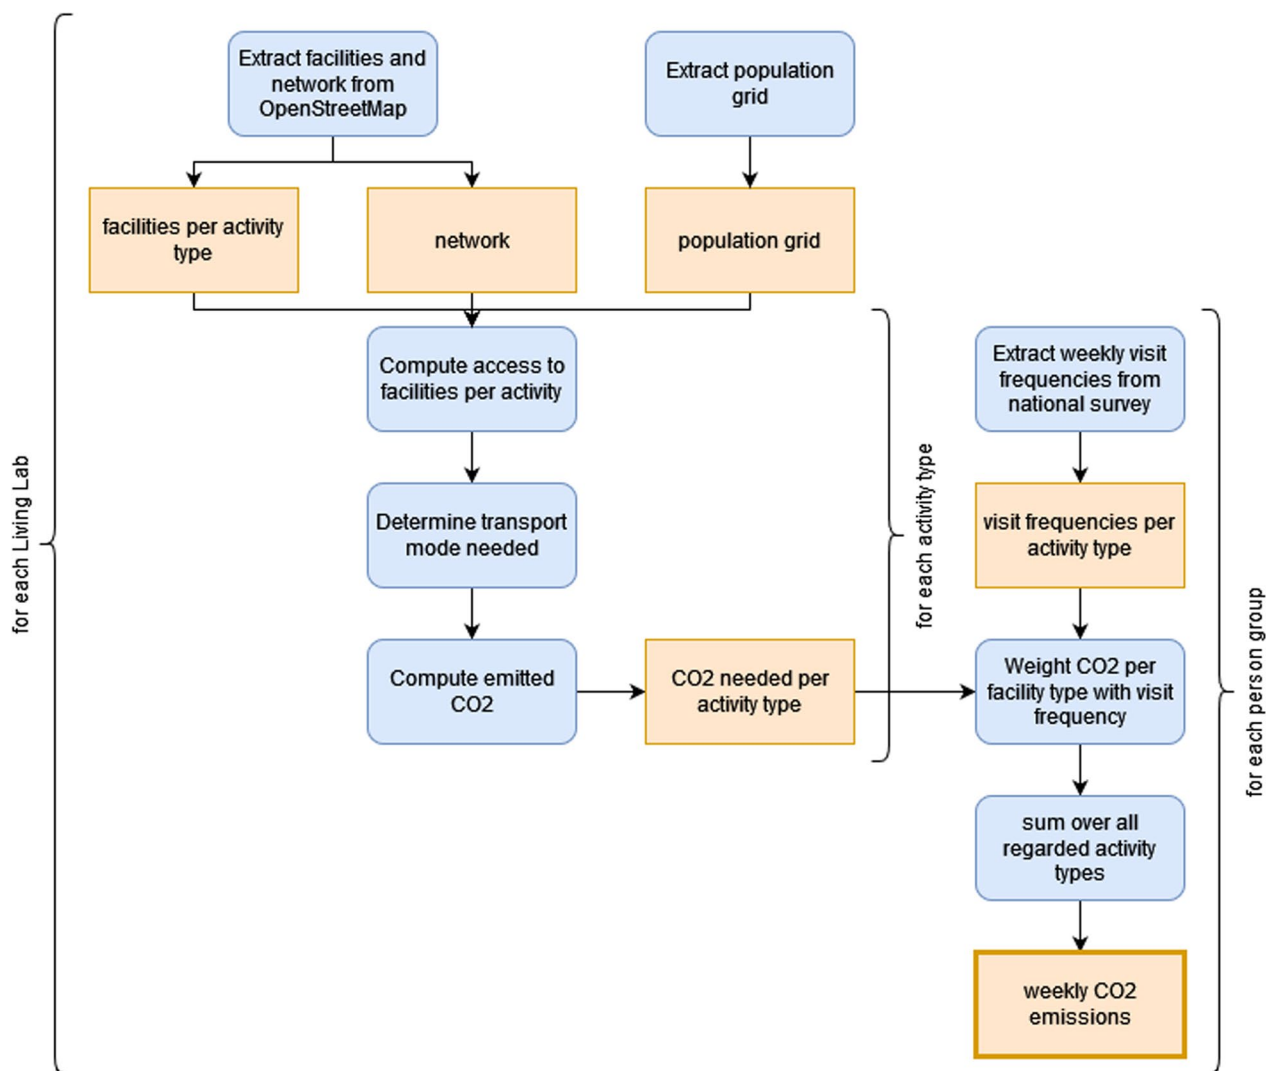 Extract facilities and
network from
OpenStreetMap
Extract population
grid
facilities per activity
type
network
population grid
Compute access to
facilities per activity
Extract weekly visit
frequencies from
national survey
Determine transport
mode needed
visit frequencies per
activity type
Compute emitted
CO2
CO2 needed per
activity type
Weight CO2 per
facility type with visit
frequency
sum over all
regarded activity
types
weekly CO2
emissions
for each Living Lab
for each activity type
for each person group